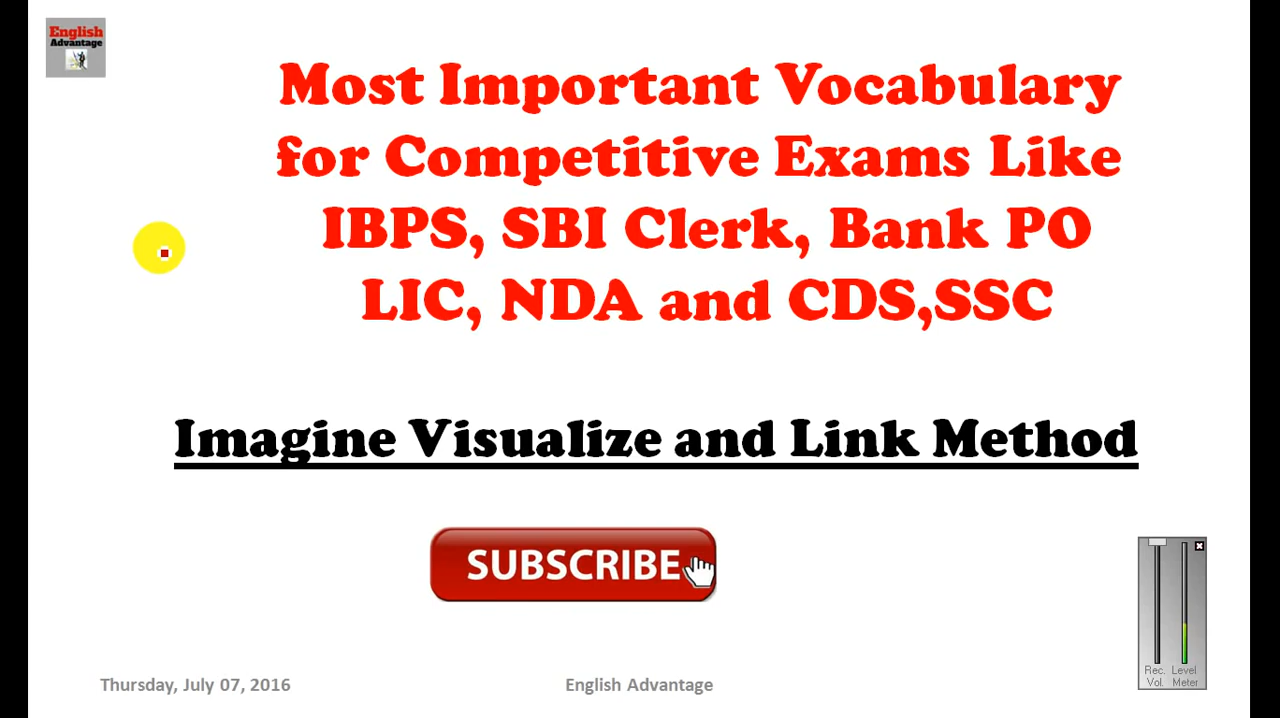 English
Advantage
Most Important Vocabulary
for Competitive Exams Like
IBPS, SBI Clerk, Bank PO
LIC, NDA and CDS,SSC
Imagine Visualize and Link Method
SUBSCRIBE
Rec. Level
Vol. Meter
Thursday, July 07, 2016
English Advantage